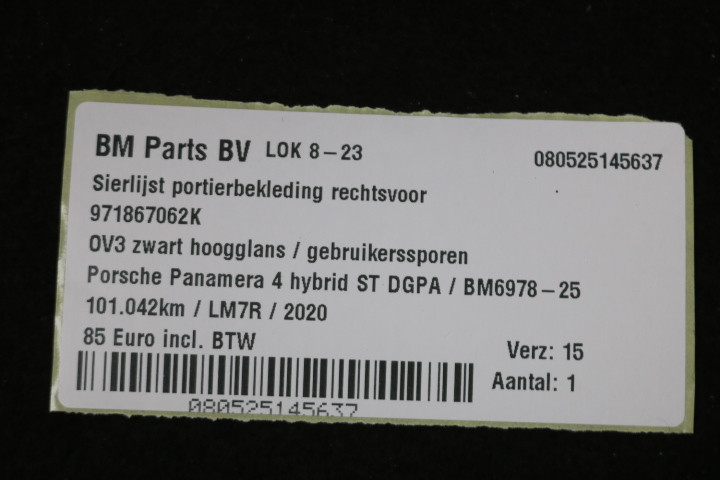 BM Parts BV LOK 8-23 080525145637
Sierlijst portierbekleding rechtsvoor
971867062K
OV3 zwart hoogglans / gebruikerssporen
Porsche Panamera 4 hybrid ST DGPA / BM6978-25
101.042km / LM7R / 2020
85 Euro incl. BTW
Verz: 15
Aantal: 1
080525145637